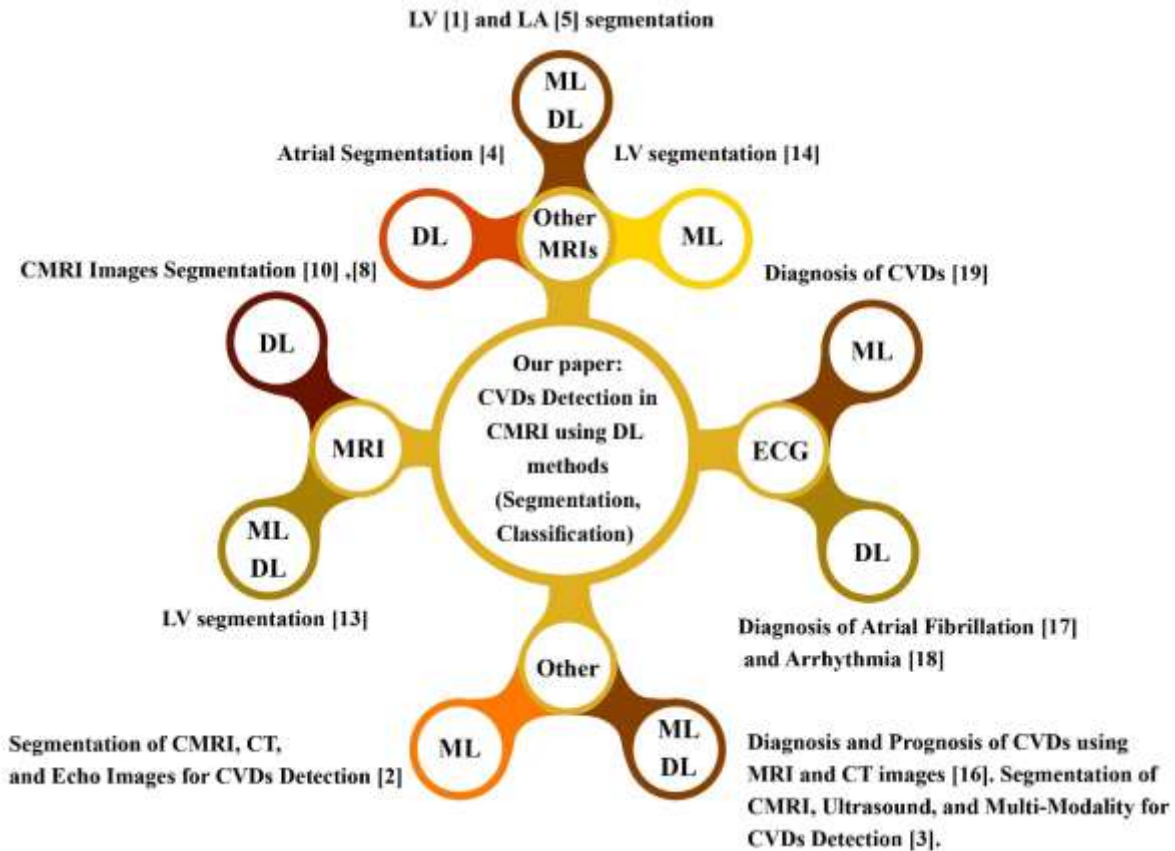 LV [1] and LA [5] segmentation
ML
DL
Atrial Segmentation [4]
LV segmentation [14]
DL
Other
MRIs
ML
CMRI Images Segmentation [10] ,[8]
Diagnosis of CVDs [19]
DL
ML
Our paper:
CVDs Detection in
CMRI using DL
methods
(Segmentation,
Classification)
MRI
ECG
ML
DL
DL
LV segmentation [13]
Diagnosis of Atrial Fibrillation [17]
and Arrhythmia [18]
Other
ML
ML
DL
Segmentation of CMRI, CT,
and Echo Images for CVDs Detection [2]
Diagnosis and Prognosis of CVDs using
MRI and CT images [16]. Segmentation of
CMRI, Ultrasound, and Multi-Modality for
CVDs Detection [3].